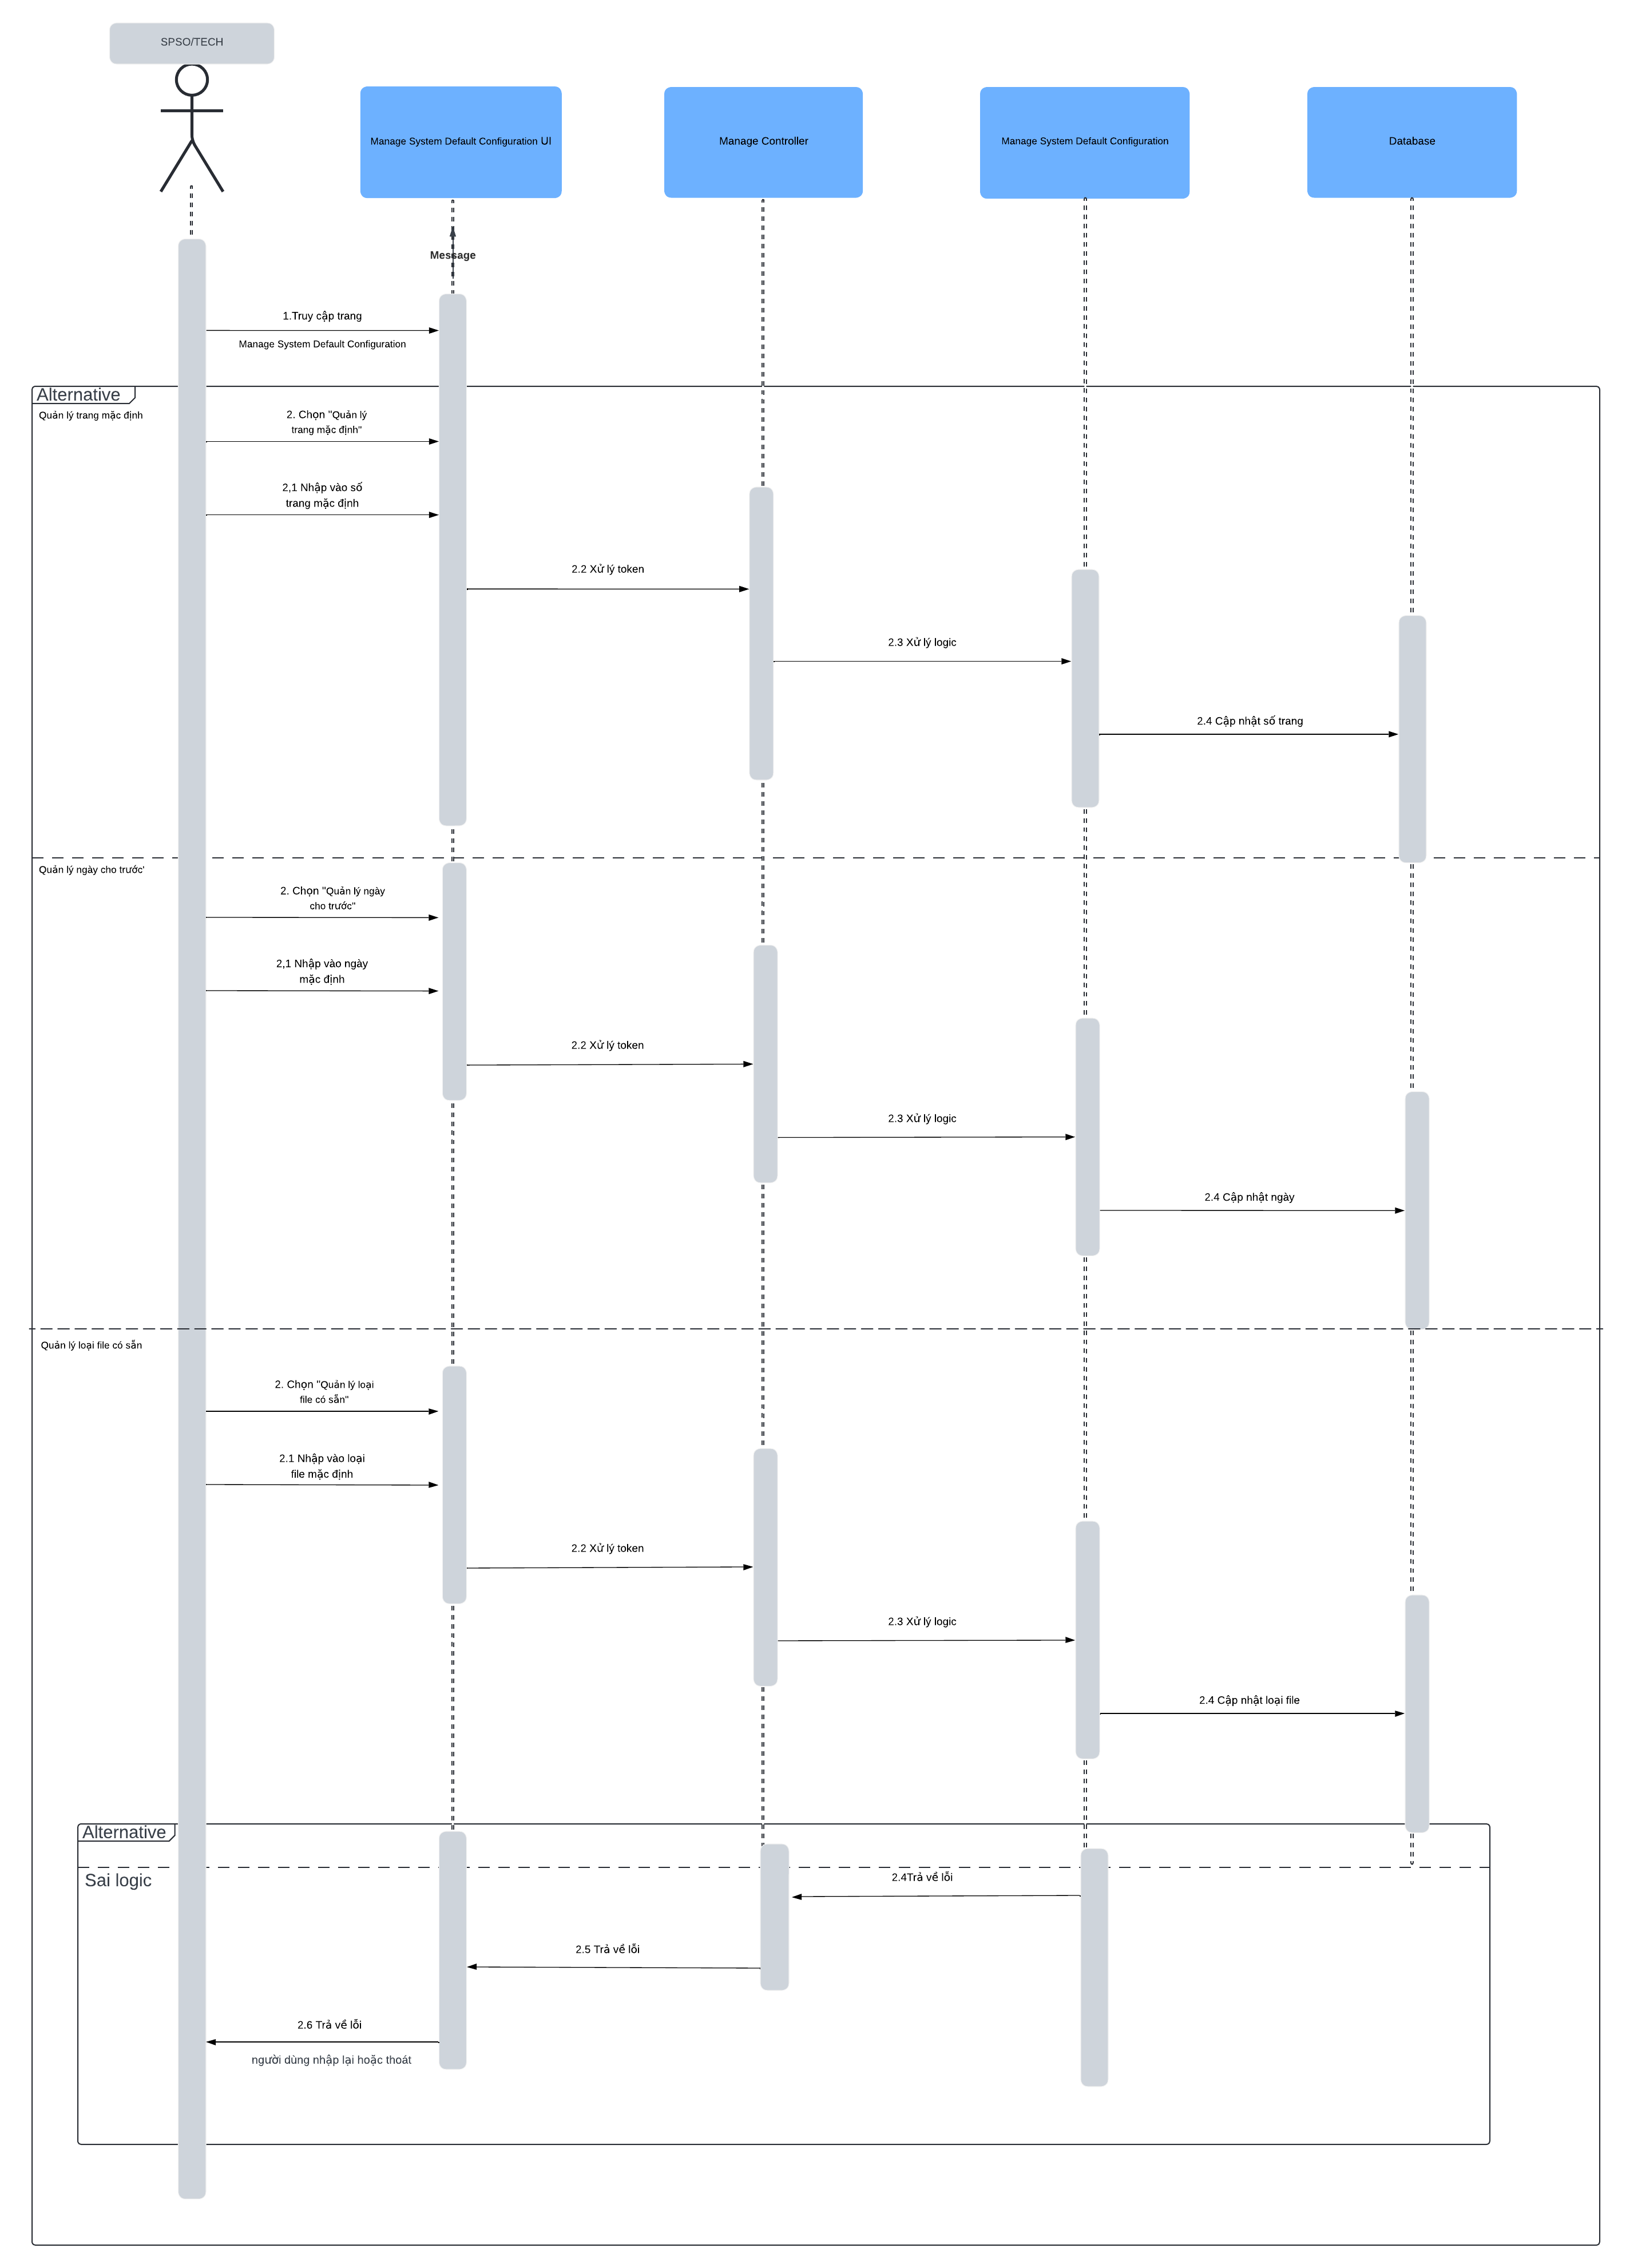 SPSO/TECH
Manage System Default Configuration UI
Manage Controller
Manage System Default Configuration
Database
Message
1.Truy cập trang
Manage System Default Configuration
Alternative
Quản lý trang mặc định
2. Chọn "Quản lý
trang mặc định"
2,1 Nhập vào số
trang mặc định
2.2 Xử lý token
2.3 Xử lý logic
2.4 Cập nhật số trang
Quản lý ngày cho trước'
2. Chọn "Quản lý ngày
cho trước"
2,1 Nhập vào ngày
mặc định
2.2 Xử lý token
2.3 Xử lý logic
2.4 Cập nhật ngày
Quản lý loại file có sẵn
2. Chọn "Quản lý loại
file có sẵn"
2.1 Nhập vào loại
file mặc định
2.2 Xử lý token
2.3 Xử lý logic
2.4 Cập nhật loại file
Alternative
Sai logic
2.4Trả về lỗi
2.5 Trả về lỗi
2.6 Trả về lỗi
người dùng nhập lại hoặc thoát